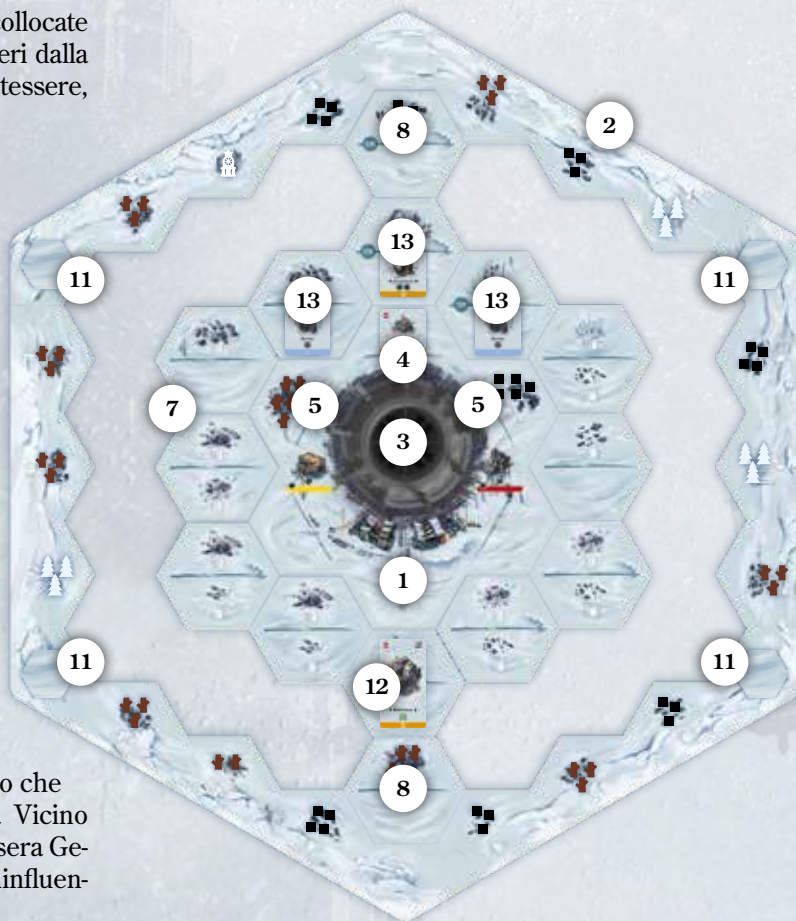 collocate
eri dalla
tessere,
8
2
13
11
11
13
13
4
7
5
5
3
1
11
11
12
8
o che
Vicino
sera Ge-
influen-